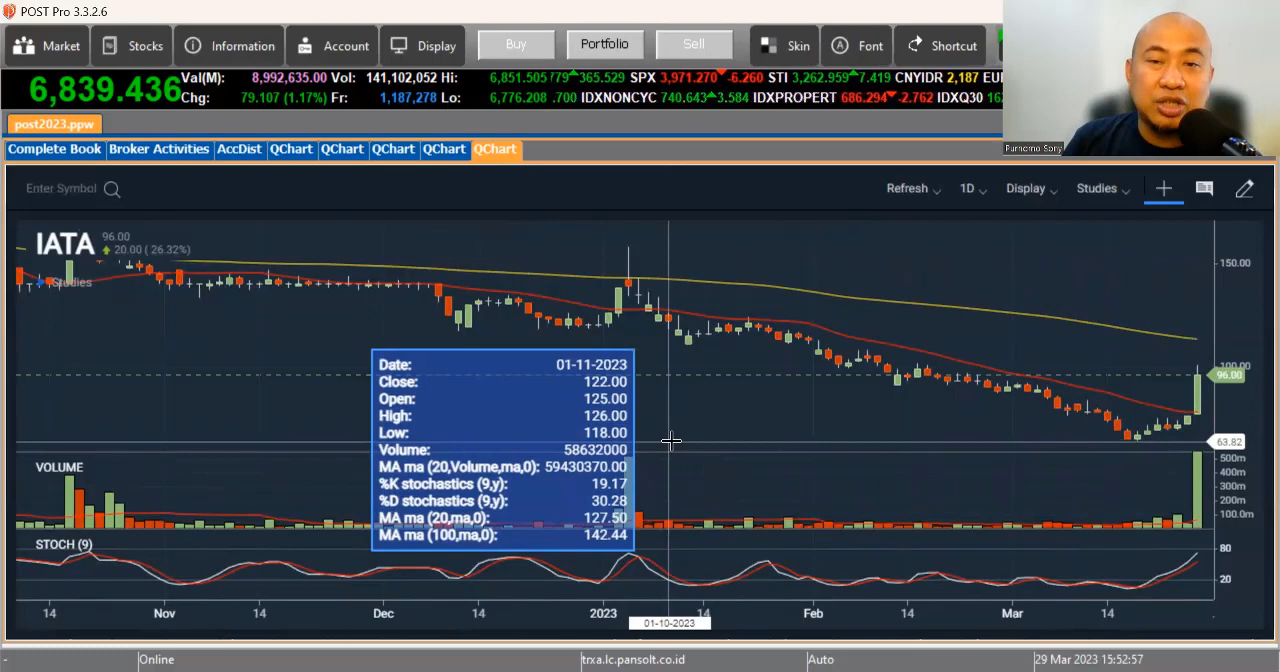 POST Pro 3.3.2.6
Market Stocks Information Account Display Buy Portfolio Sell Skin Font Shortcut
6,839.436
Val(M): 8,992,635.00 Vol: 141,102,052 Hi: 6,851.505
Chg: 79.107 (1.17%) Fr: 1,187,278 Lo: 6,776.208
779 365.529 SPX 3,971.270 -6.260 STI 3,262.959 7.419 CNYIDR 2,187
.700 IDXNONCYC 740.643 3.584 IDXPROPERT 686.294 -2.762 IDXQ30
Purnomo Sony
post2023.ppw
Complete Book Broker Activities AccDist QChart QChart QChart QChart QChart
Enter Symbol Refresh 1D Display Studies
IATA 96.00
20.00 ( 26.32%)
Studies
150.00
100.00
96.00
63.82
Date: 01-11-2023
Close: 122.00
Open: 125.00
High: 126.00
Low: 118.00
Volume: 58632000
MA ma (20,Volume,ma,0): 59430370.00
%K stochastics (9,y): 19.17
%D stochastics (9,y): 30.28
MA ma (20,ma,0): 127.50
MA ma (100,ma,0): 142.44
VOLUME
500m
400m
300m
200m
100.0m
STOCH (9)
80
20
14 Nov 14 Dec 14 2023 14 Feb 14 Mar 14
01-10-2023
- Online trxa.lc.pansolt.co.id Auto 29 Mar 2023 15:52:57